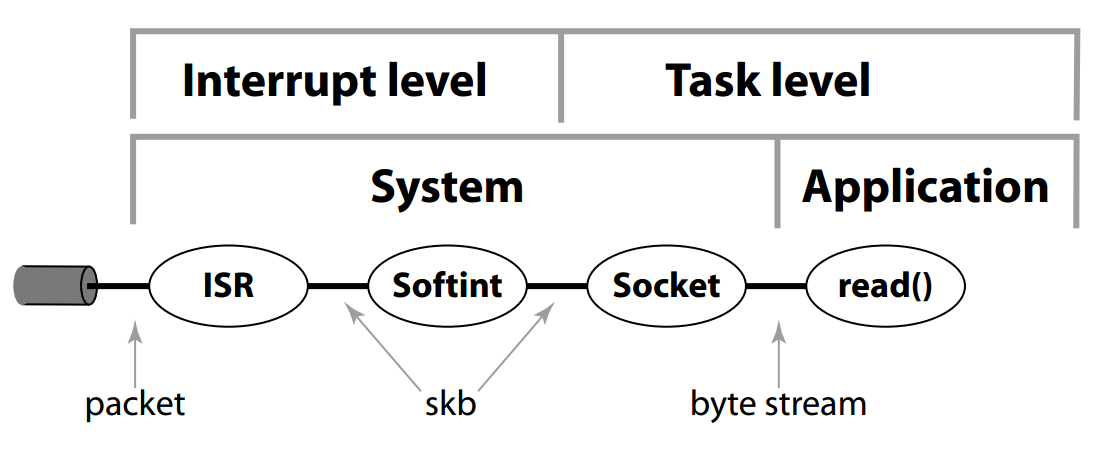 Interrupt level
Task level
System
Application
ISR
Softint
Socket
read()
packet
skb
byte stream